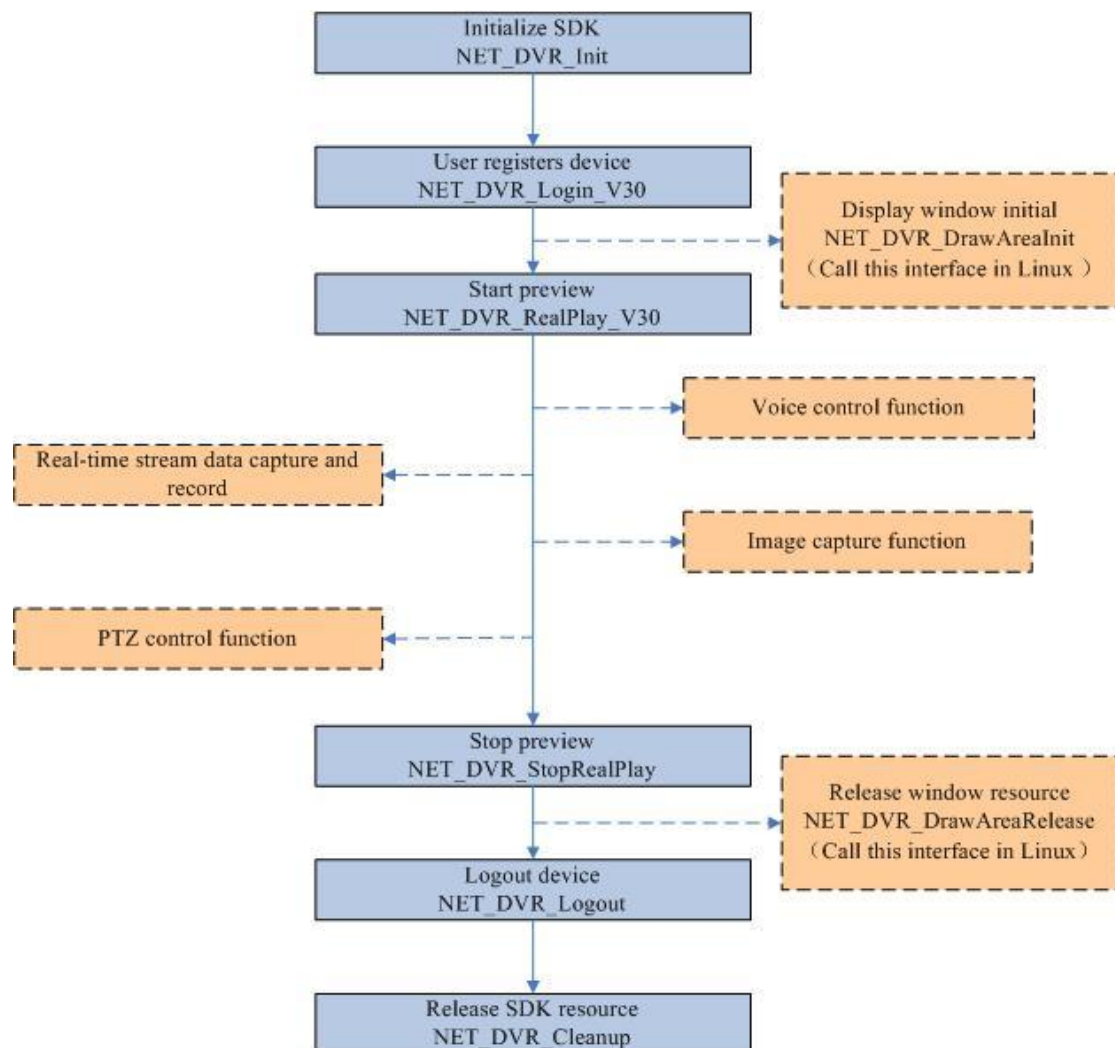 Initialize SDK
NET_DVR_Init
User registers device
NET_DVR_Login_V30
Display window initial
NET_DVR_DrawAreaInit
（Call this interface in Linux ）
Start preview
NET_DVR_RealPlay_V30
Voice control function
Real-time stream data capture and
record
Image capture function
PTZ control function
Stop preview
NET_DVR_StopRealPlay
Release window resource
NET_DVR_DrawAreaRelease
（Call this interface in Linux）
Logout device
NET_DVR_Logout
Release SDK resource
NET_DVR_Cleanup